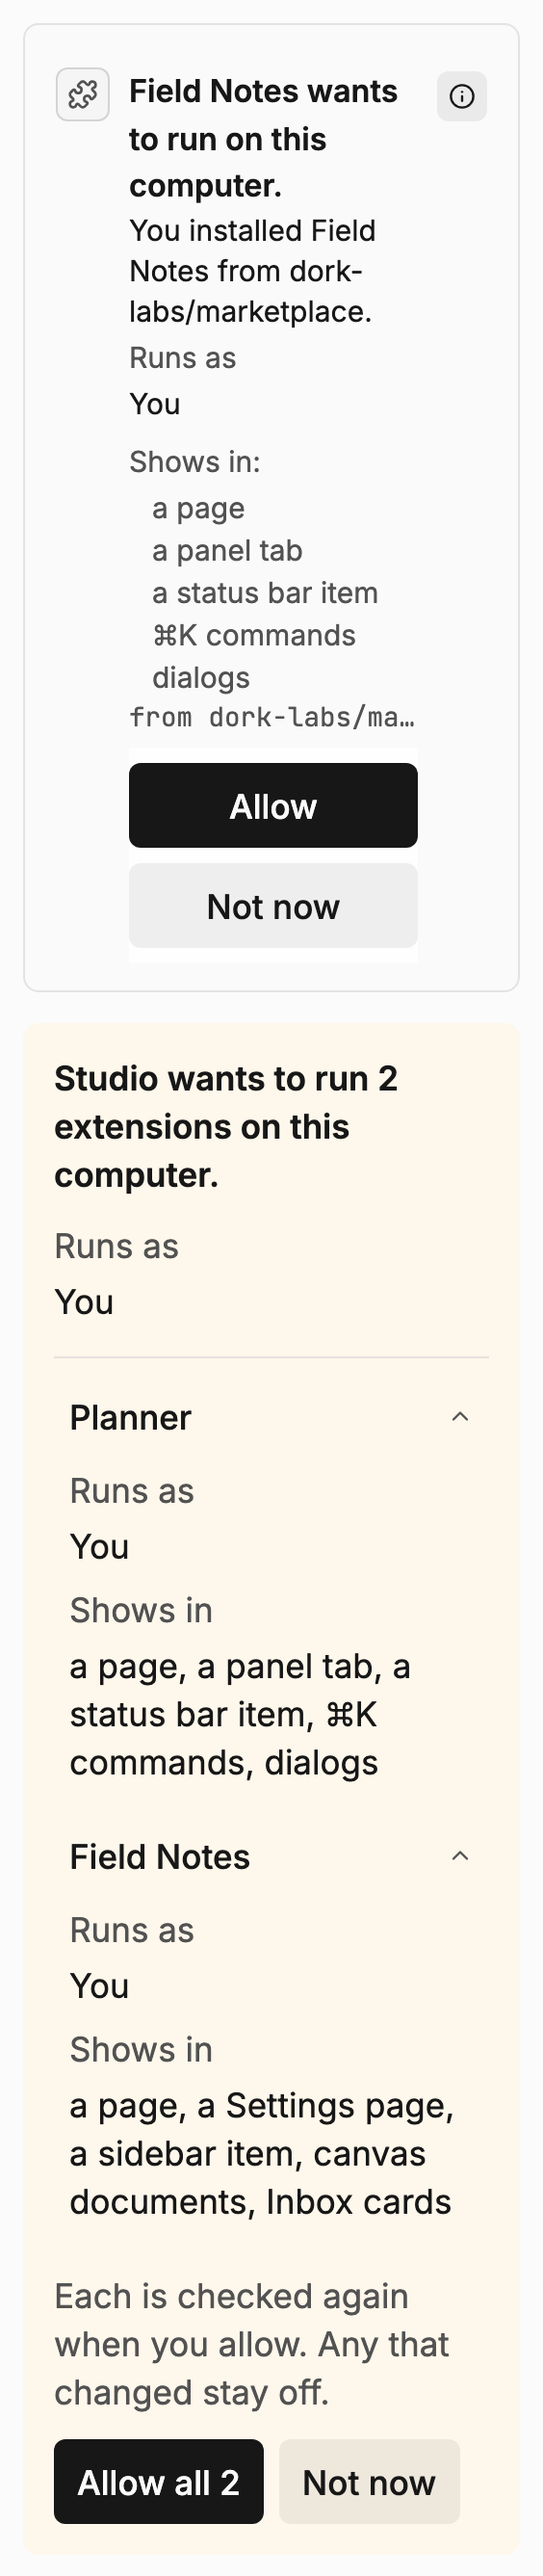 Field Notes wants
to run on this
computer.
You installed Field
Notes from dork-
labs/marketplace.
Runs as
You
Shows in:
a page
a panel tab
a status bar item
⌘K commands
dialogs
from dork-labs/ma…
Allow
Not now
Studio wants to run 2
extensions on this
computer.
Runs as
You
Planner
Runs as
You
Shows in
a page, a panel tab, a
status bar item, ⌘K
commands, dialogs
Field Notes
Runs as
You
Shows in
a page, a Settings page,
a sidebar item, canvas
documents, Inbox cards
Each is checked again
when you allow. Any that
changed stay off.
Allow all 2
Not now